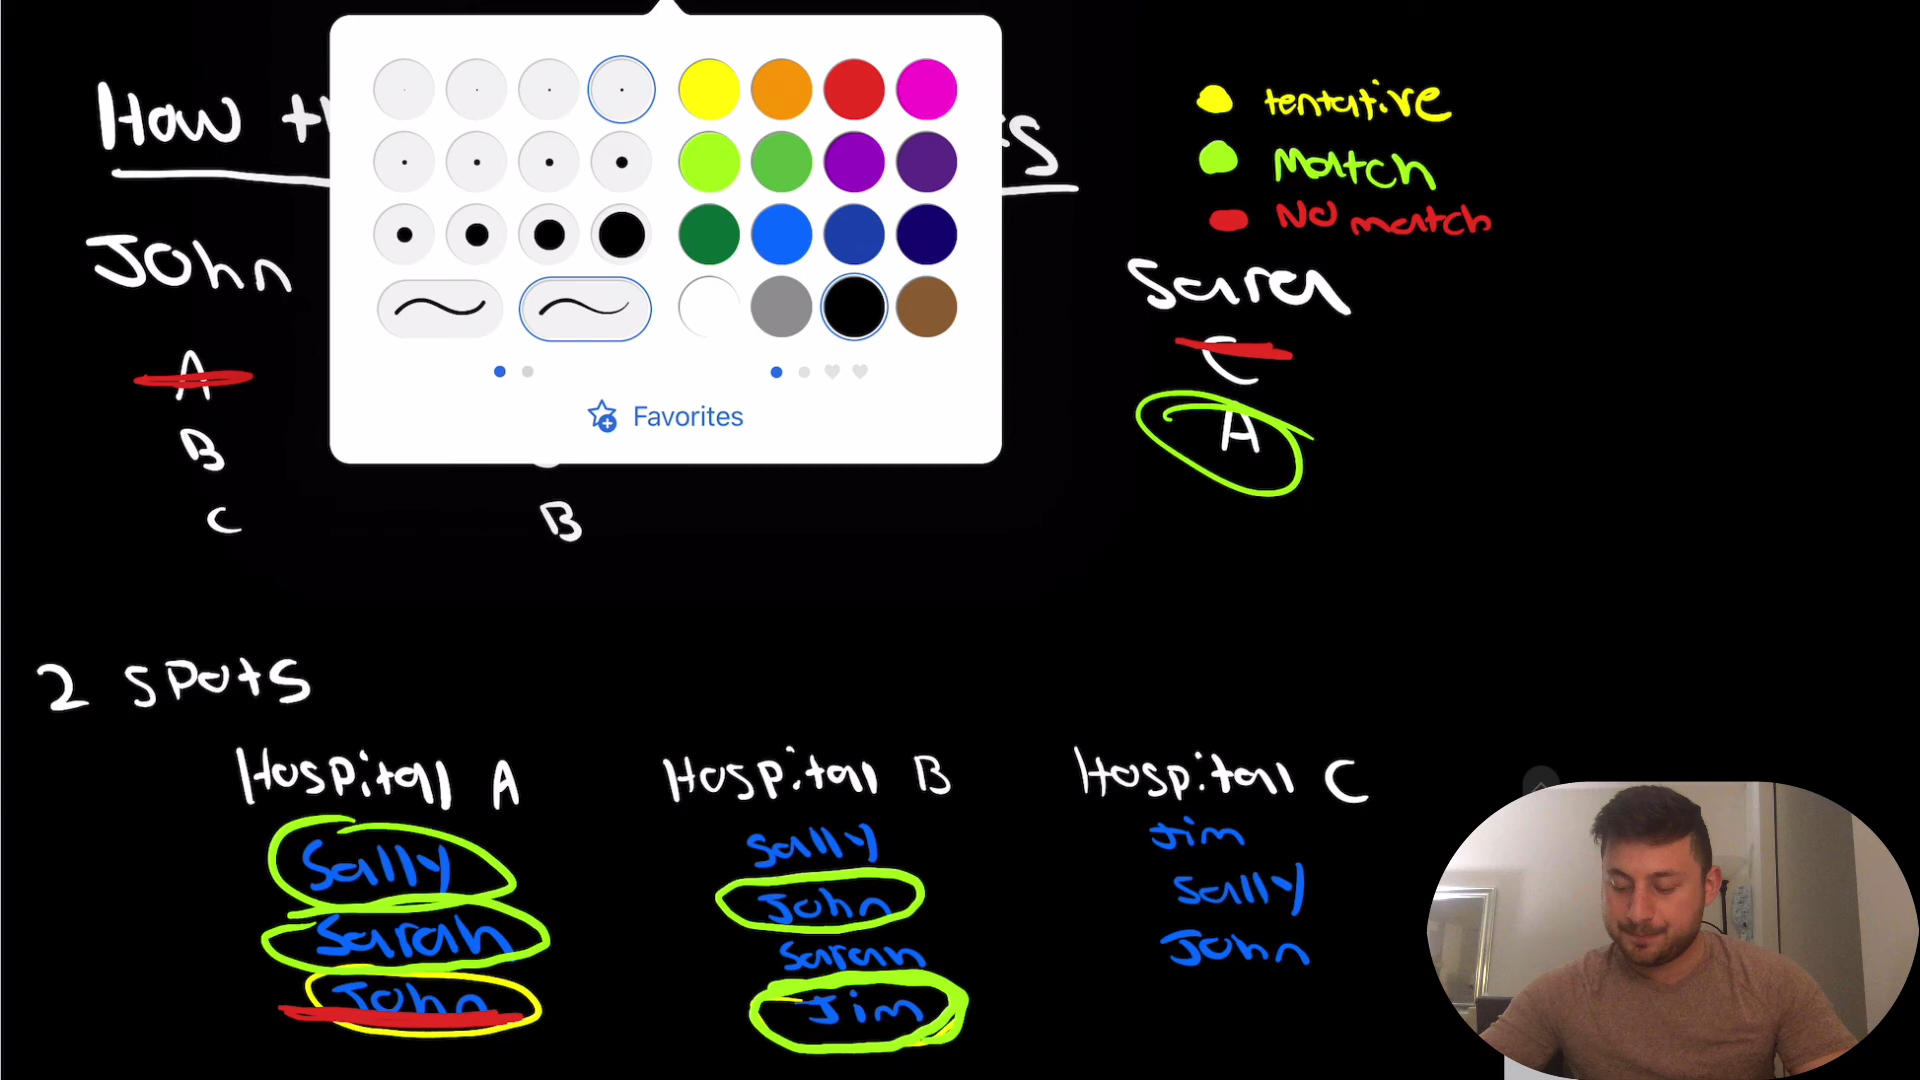 How
S
tentative
Match
No match
John
Sara
A
C
B
A
C
B
Favorites
2 spots
Hospital A
Hospital B
Hospital C
Sally
Sally
Jim
Sarah
John
Sally
John
Sarah
John
Jim